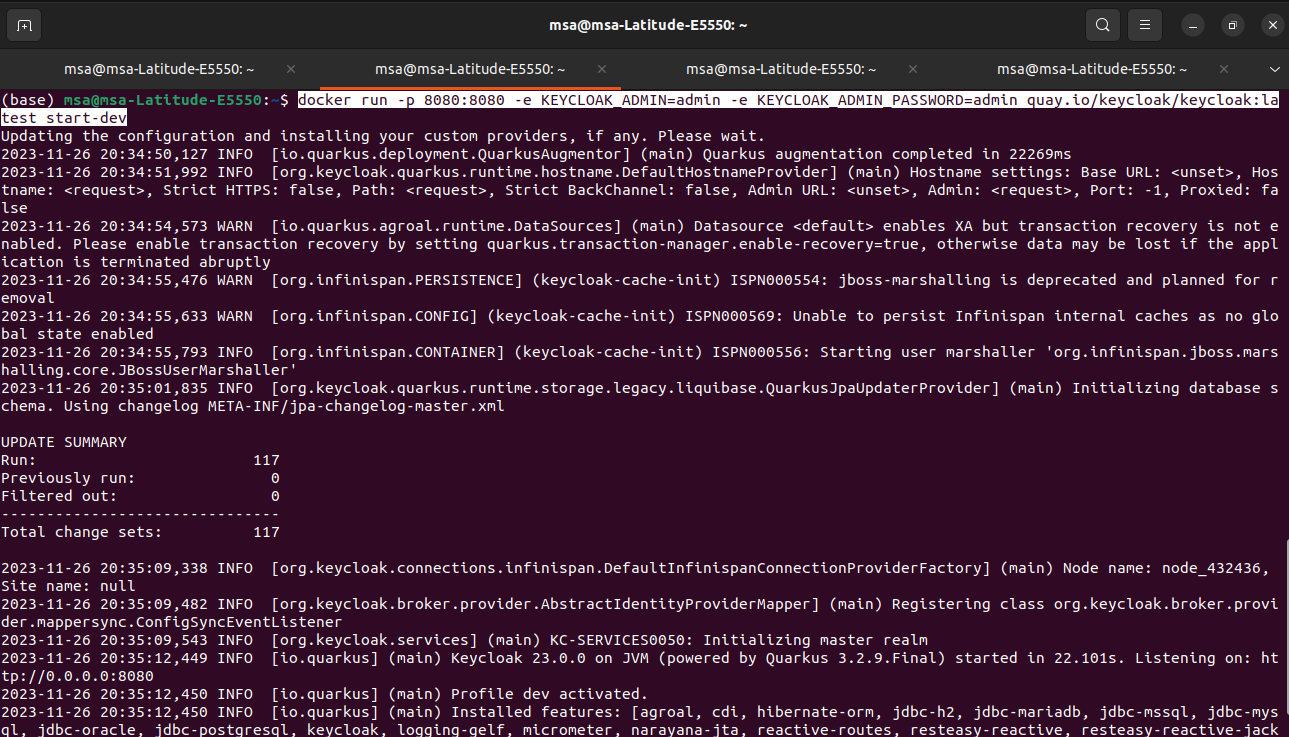 msa@msa-Latitude-E5550: ~
msa@msa-Latitude-E5550: ~ × msa@msa-Latitude-E5550: ~ × msa@msa-Latitude-E5550: ~ × msa@msa-Latitude-E5550: ~ ×
(base) msa@msa-Latitude-E5550:~$ docker run -p 8080:8080 -e KEYCLOAK_ADMIN=admin -e KEYCLOAK_ADMIN_PASSWORD=admin quay.io/keycloak/keycloak:la
test start-dev
Updating the configuration and installing your custom providers, if any. Please wait.
2023-11-26 20:34:50,127 INFO  [io.quarkus.deployment.QuarkusAugmentor] (main) Quarkus augmentation completed in 22269ms
2023-11-26 20:34:51,992 INFO  [org.keycloak.quarkus.runtime.hostname.DefaultHostnameProvider] (main) Hostname settings: Base URL: <unset>, Hos
tname: <request>, Strict HTTPS: false, Path: <request>, Strict BackChannel: false, Admin URL: <unset>, Admin: <request>, Port: -1, Proxied: fa
lse
2023-11-26 20:34:54,573 WARN  [io.quarkus.agroal.runtime.DataSources] (main) Datasource <default> enables XA but transaction recovery is not e
nabled. Please enable transaction recovery by setting quarkus.transaction-manager.enable-recovery=true, otherwise data may be lost if the appl
ication is terminated abruptly
2023-11-26 20:34:55,476 WARN  [org.infinispan.PERSISTENCE] (keycloak-cache-init) ISPN000554: jboss-marshalling is deprecated and planned for r
emoval
2023-11-26 20:34:55,633 WARN  [org.infinispan.CONFIG] (keycloak-cache-init) ISPN000569: Unable to persist Infinispan internal caches as no glo
bal state enabled
2023-11-26 20:34:55,793 INFO  [org.infinispan.CONTAINER] (keycloak-cache-init) ISPN000556: Starting user marshaller 'org.infinispan.jboss.mars
halling.core.JBossUserMarshaller'
2023-11-26 20:35:01,835 INFO  [org.keycloak.quarkus.runtime.storage.legacy.liquibase.QuarkusJpaUpdaterProvider] (main) Initializing database s
chema. Using changelog META-INF/jpa-changelog-master.xml
UPDATE SUMMARY
Run:                        117
Previously run:               0
Filtered out:                 0
-------------------------------
Total change sets:          117
2023-11-26 20:35:09,338 INFO  [org.keycloak.connections.infinispan.DefaultInfinispanConnectionProviderFactory] (main) Node name: node_432436,
Site name: null
2023-11-26 20:35:09,482 INFO  [org.keycloak.broker.provider.AbstractIdentityProviderMapper] (main) Registering class org.keycloak.broker.provi
der.mappersync.ConfigSyncEventListener
2023-11-26 20:35:09,543 INFO  [org.keycloak.services] (main) KC-SERVICES0050: Initializing master realm
2023-11-26 20:35:12,449 INFO  [io.quarkus] (main) Keycloak 23.0.0 on JVM (powered by Quarkus 3.2.9.Final) started in 22.101s. Listening on: ht
tp://0.0.0.0:8080
2023-11-26 20:35:12,450 INFO  [io.quarkus] (main) Profile dev activated.
2023-11-26 20:35:12,450 INFO  [io.quarkus] (main) Installed features: [agroal, cdi, hibernate-orm, jdbc-h2, jdbc-mariadb, jdbc-mssql, jdbc-mys
ql, jdbc-oracle, jdbc-postgresql, keycloak, logging-gelf, micrometer, narayana-jta, reactive-routes, resteasy-reactive, resteasy-reactive-jack